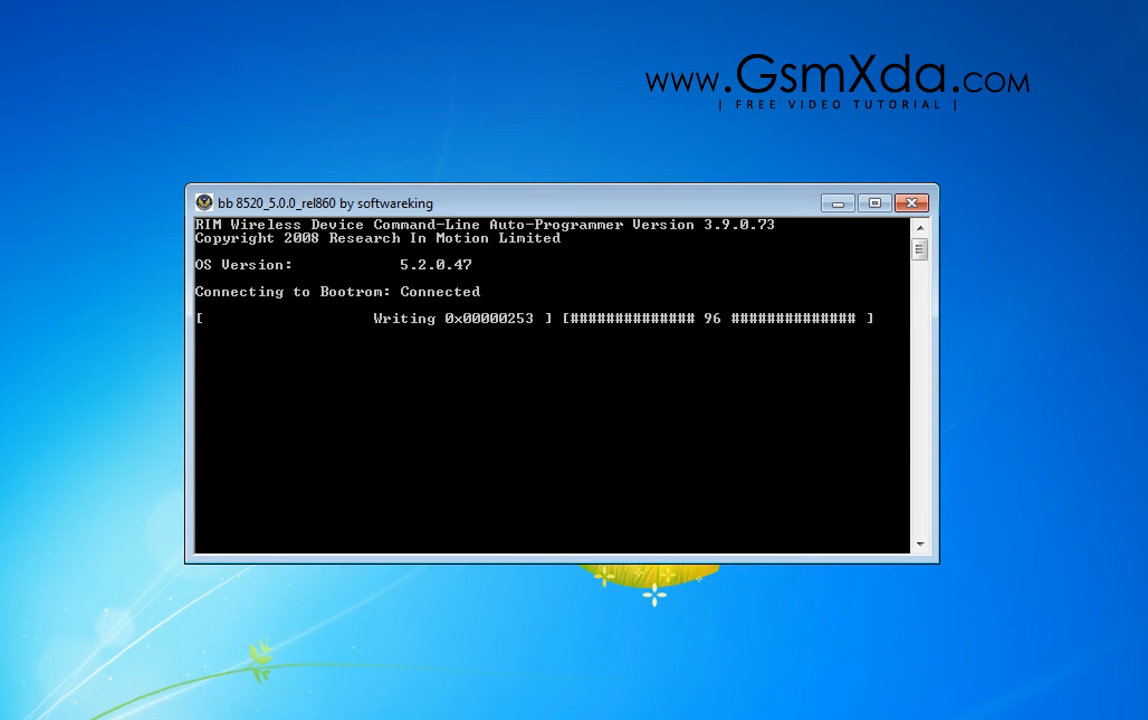 www.GsmXda.com
| FREE VIDEO TUTORIAL |
bb 8520_5.0.0_rel860 by softwareking
RIM Wireless Device Command-Line Auto-Programmer Version 3.9.0.73
Copyright 2008 Research In Motion Limited
OS Version: 5.2.0.47
Connecting to Bootrom: Connected
[ Writing 0x00000253 ] [############## 96 ############## ]